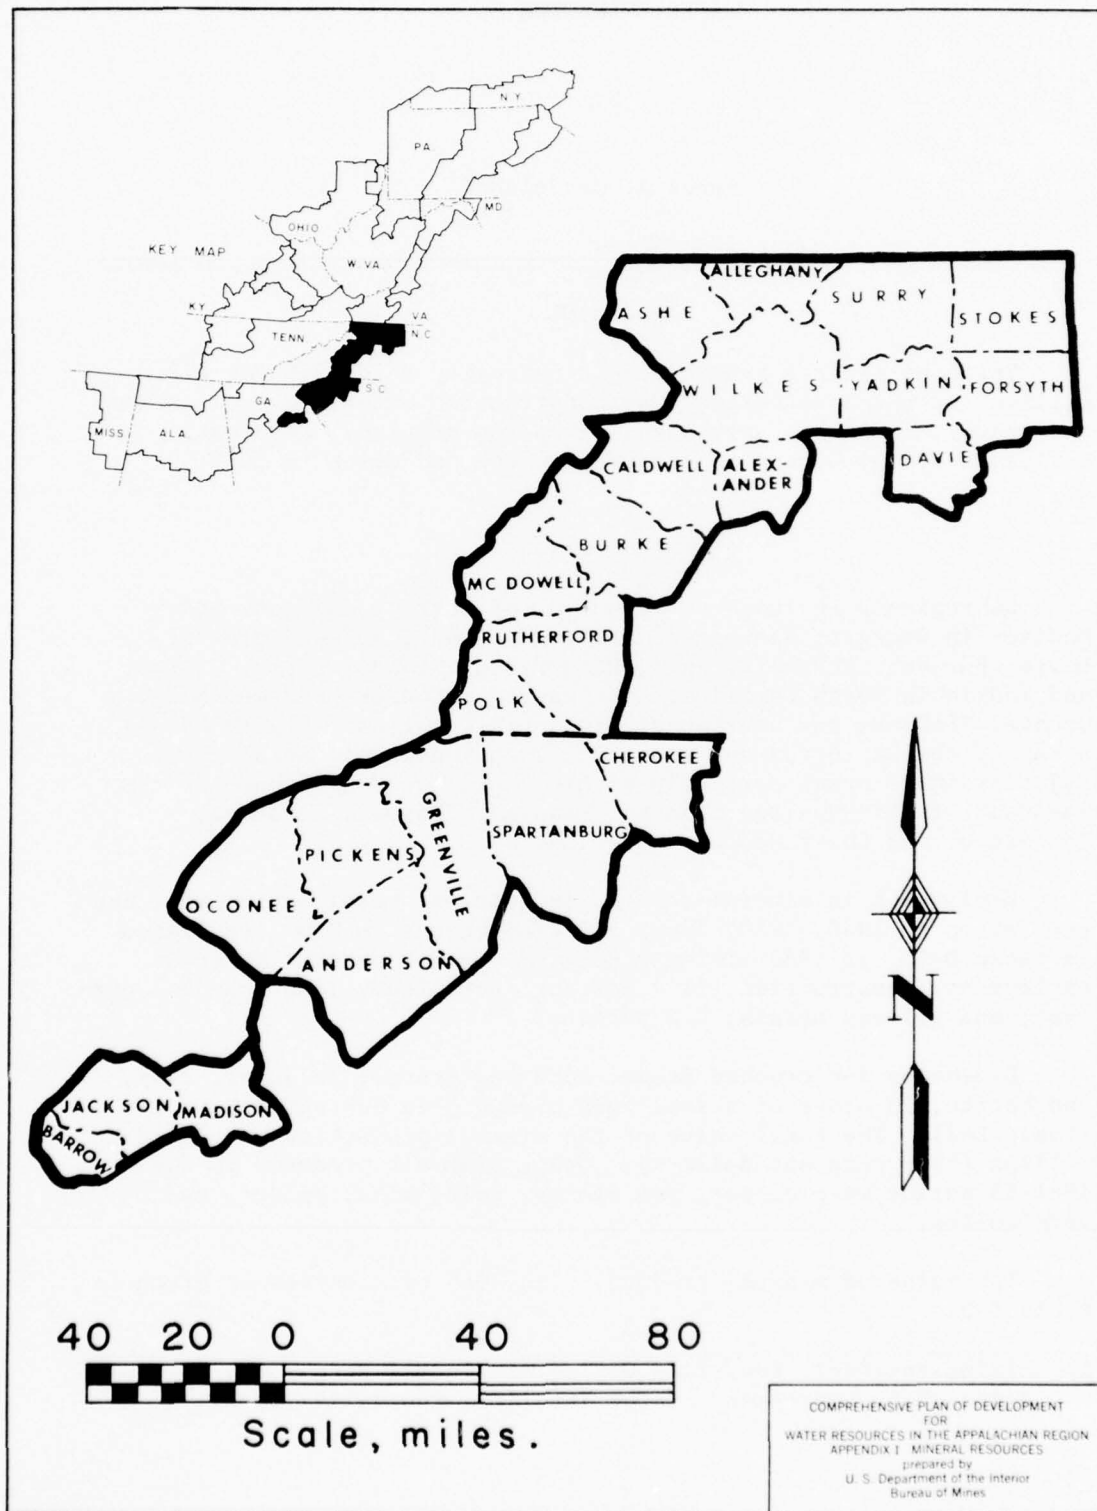 N.Y.
PA.
MD
OHIO
KEY MAP
W. VA.
KY.
VA.
N.C.
TENN.
S.C.
GA.
MISS.
ALA.
ALLEGHANY
ASHE
SURRY
STOKES
WILKES
YADKIN
FORSYTH
DAVIE
CALDWELL
ALEX-
ANDER
BURKE
MC DOWELL
RUTHERFORD
POLK
CHEROKEE
GREENVILLE
SPARTANBURG
PICKENS
OCONEE
ANDERSON
N
JACKSON
MADISON
BARROW
40 20 0 40 80
Scale, miles.
COMPREHENSIVE PLAN OF DEVELOPMENT
FOR
WATER RESOURCES IN THE APPALACHIAN REGION
APPENDIX I MINERAL RESOURCES
prepared by
U. S. Department of the Interior
Bureau of Mines